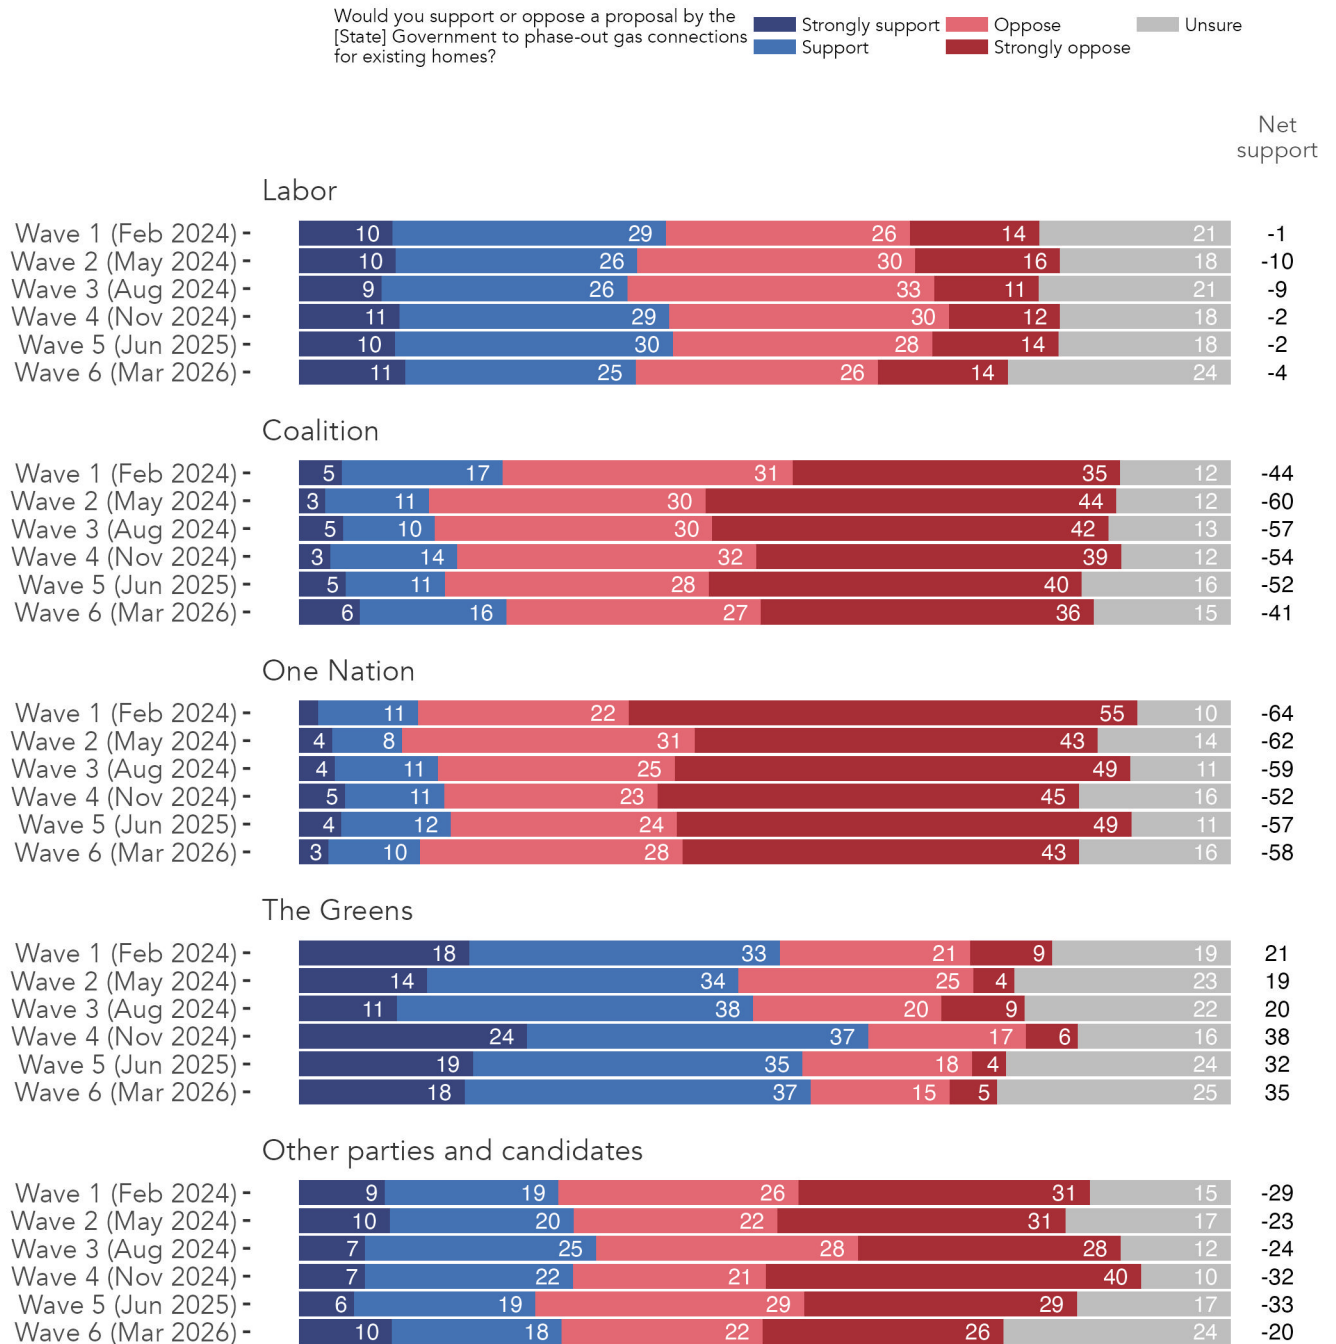 Would you support or oppose a proposal by the
[State] Government to phase-out gas connections
for existing homes?
Strongly support
Support
Oppose
Strongly oppose
Unsure
Net
support
Labor
Wave 1 (Feb 2024) 10 29 26 14 21 -1
Wave 2 (May 2024) 10 26 30 16 18 -10
Wave 3 (Aug 2024) 9 26 33 11 21 -9
Wave 4 (Nov 2024) 11 29 30 12 18 -2
Wave 5 (Jun 2025) 10 30 28 14 18 -2
Wave 6 (Mar 2026) 11 25 26 14 24 -4
Coalition
Wave 1 (Feb 2024) 5 17 31 35 12 -44
Wave 2 (May 2024) 3 11 30 44 12 -60
Wave 3 (Aug 2024) 5 10 30 42 13 -57
Wave 4 (Nov 2024) 3 14 32 39 12 -54
Wave 5 (Jun 2025) 5 11 28 40 16 -52
Wave 6 (Mar 2026) 6 16 27 36 15 -41
One Nation
Wave 1 (Feb 2024) 11 22 55 10 -64
Wave 2 (May 2024) 4 8 31 43 14 -62
Wave 3 (Aug 2024) 4 11 25 49 11 -59
Wave 4 (Nov 2024) 5 11 23 45 16 -52
Wave 5 (Jun 2025) 4 12 24 49 11 -57
Wave 6 (Mar 2026) 3 10 28 43 16 -58
The Greens
Wave 1 (Feb 2024) 18 33 21 9 19 21
Wave 2 (May 2024) 14 34 25 4 23 19
Wave 3 (Aug 2024) 11 38 20 9 22 20
Wave 4 (Nov 2024) 24 37 17 6 16 38
Wave 5 (Jun 2025) 19 35 18 4 24 32
Wave 6 (Mar 2026) 18 37 15 5 25 35
Other parties and candidates
Wave 1 (Feb 2024) 9 19 26 31 15 -29
Wave 2 (May 2024) 10 20 22 31 17 -23
Wave 3 (Aug 2024) 7 25 28 28 12 -24
Wave 4 (Nov 2024) 7 22 21 40 10 -32
Wave 5 (Jun 2025) 6 19 29 29 17 -33
Wave 6 (Mar 2026) 10 18 22 26 24 -20